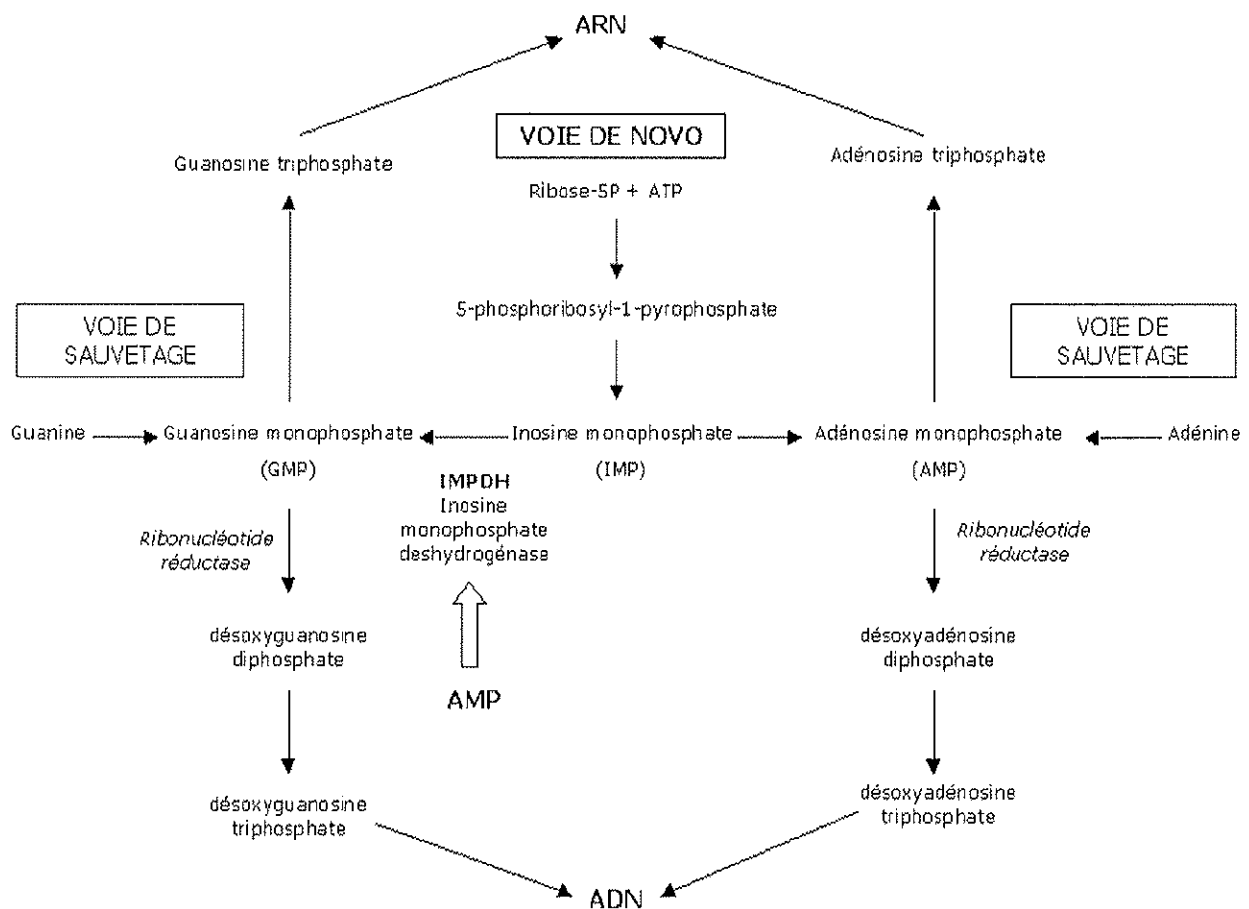 ARN
VOIE DE NOVO
Guanosine triphosphate
Adénosine triphosphate
Ribose-5P + ATP
5-phosphoribosyl-1-pyrophosphate
VOIE DE
SAUVETAGE
VOIE DE
SAUVETAGE
Guanine
Guanosine monophosphate
(GMP)
Inosine monophosphate
(IMP)
Adénosine monophosphate
(AMP)
Adénine
IMPDH
Inosine
monophosphate
deshydrogénase
Ribonucléotide
réductase
Ribonucléotide
réductase
désoxyguanosine
diphosphate
AMP
désoxyadénosine
diphosphate
désoxyguanosine
triphosphate
désoxyadénosine
triphosphate
ADN